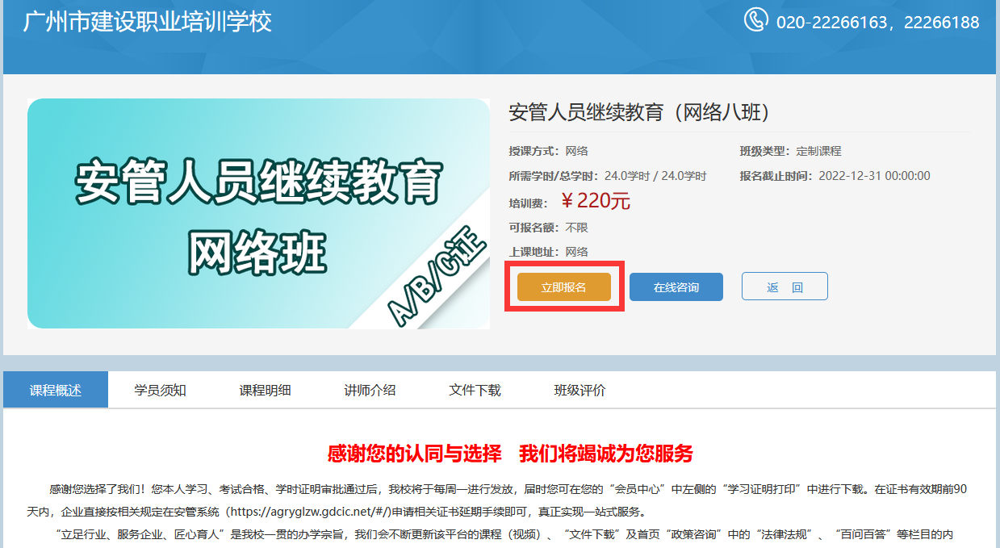 广州市建设职业培训学校
020-22266163，22266188
安管人员继续教育
网络班
A/B/C证
安管人员继续教育（网络八班）
授课方式：网络 班级类型：定制课程
所需学时/总学时：24.0学时 / 24.0学时 报名截止时间：2022-12-31 00:00:00
培训费：￥220元
可报名额：不限
上课地址：网络
立即报名 在线咨询 返 回
课程概述 学员须知 课程明细 讲师介绍 文件下载 班级评价
感谢您的认同与选择 我们将竭诚为您服务
感谢您选择了我们！您本人学习、考试合格、学时证明审批通过后，我校将于每周一进行发放，届时您可在您的“会员中心”中左侧的“学习证明打印”中进行下载。在证书有效期前90
天内，企业直接按相关规定在安管系统（https://agryglzw.gdcic.net/#/)申请相关证书延期手续即可，真正实现一站式服务。
“立足行业、服务企业、匠心育人”是我校一贯的办学宗旨，我们会不断更新该平台的课程（视频）、“文件下载”及首页“政策咨询”中的“法律法规”、“百问百答”等栏目的内